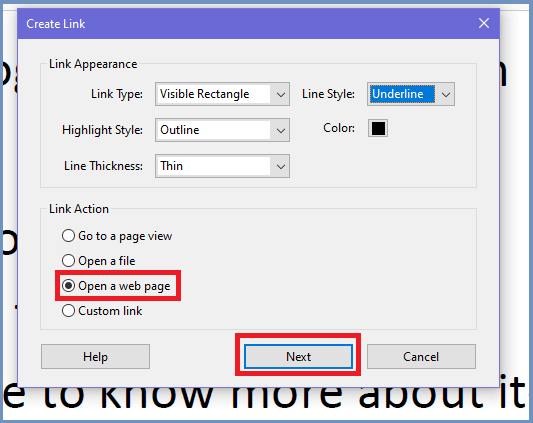 Create Link
Link Appearance
Link Type: Visible Rectangle Line Style: Underline
Highlight Style: Outline Color:
Line Thickness: Thin
Link Action
Go to a page view
Open a file
Open a web page
Custom link
Help Next Cancel
e to know more about it